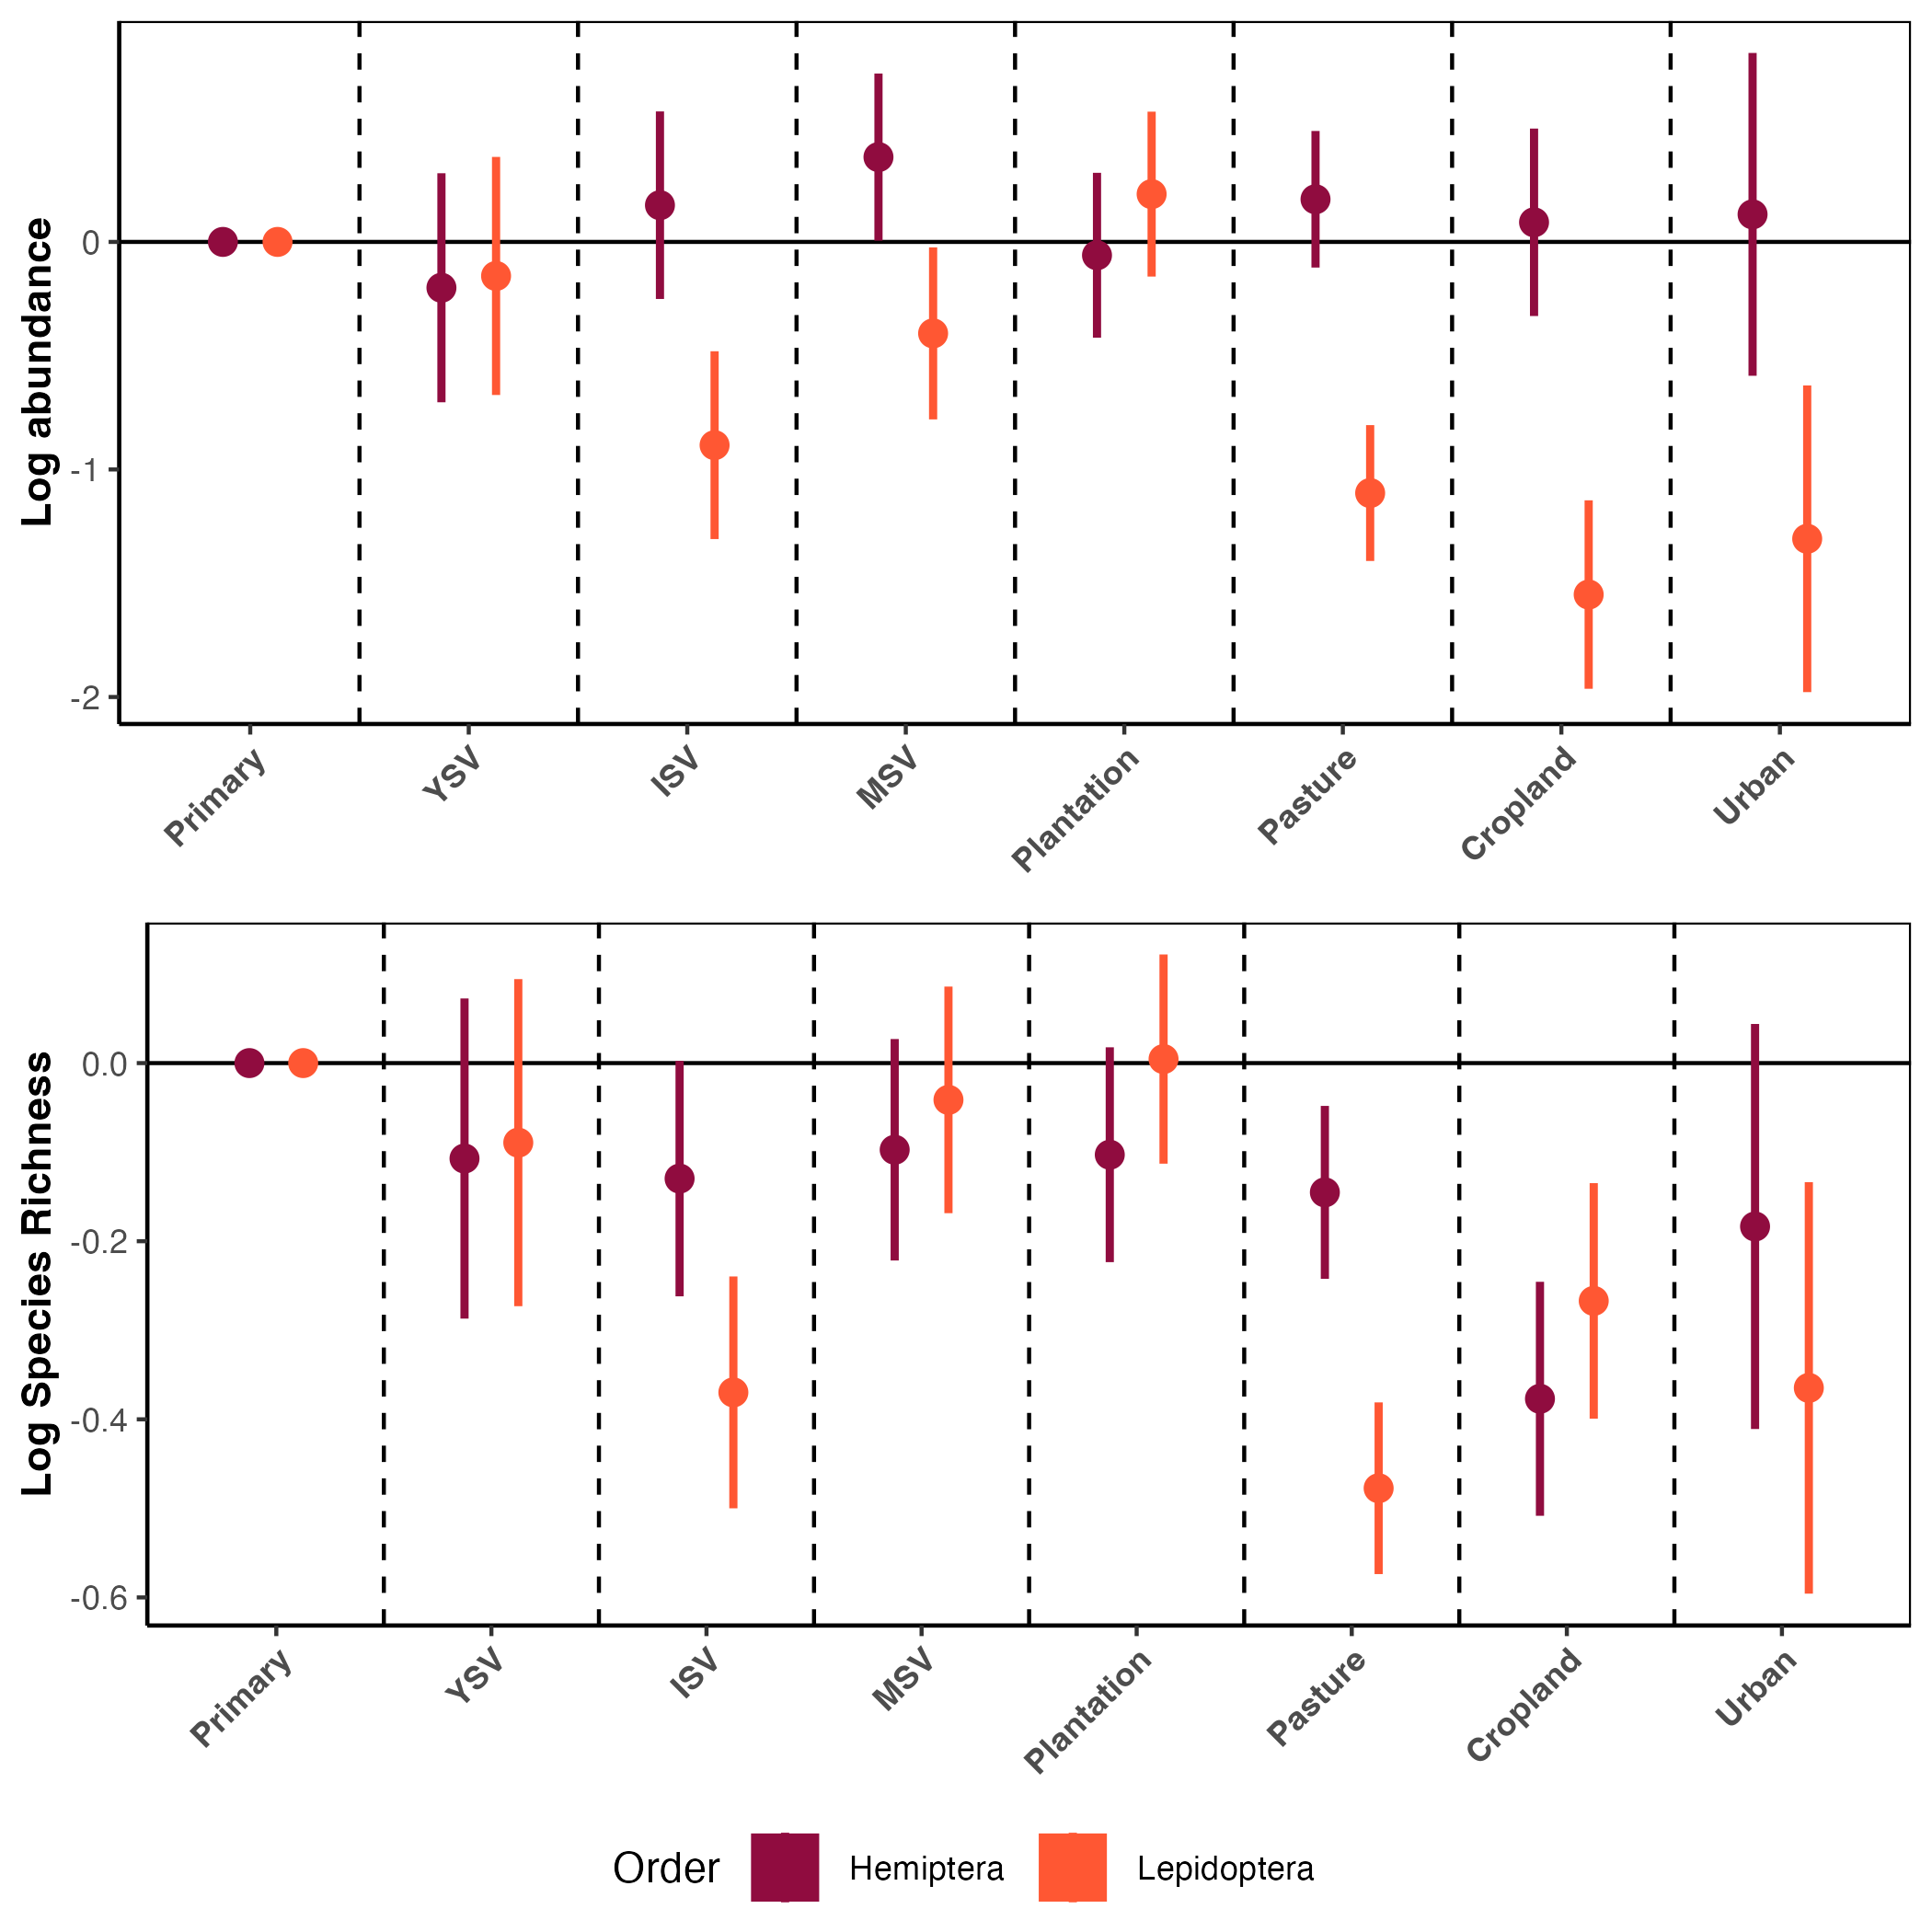 Log abundance
0
-1
-2
Primary
YSV
ISV
MSV
Plantation
Pasture
Cropland
Urban
Log Species Richness
0.0
-0.2
-0.4
-0.6
Primary
YSV
ISV
MSV
Plantation
Pasture
Cropland
Urban
Order Hemiptera Lepidoptera